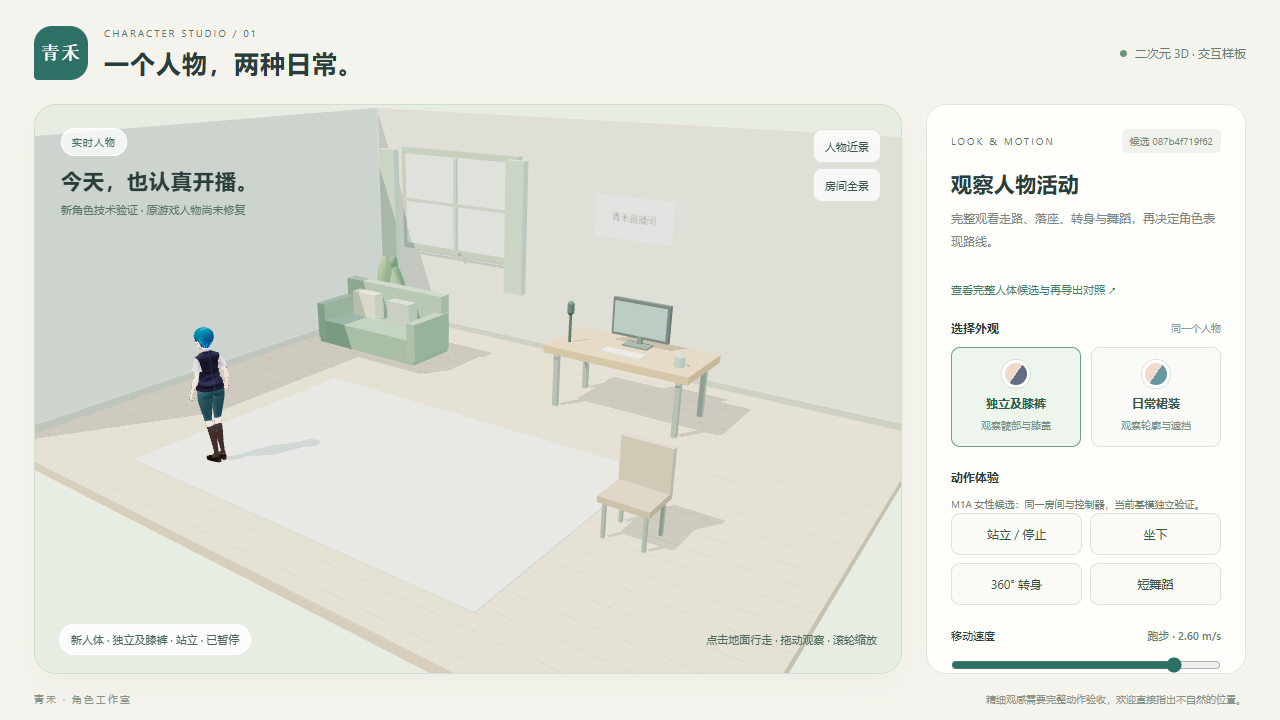 青禾
CHARACTER STUDIO / 01
一个人物，两种日常。
二次元 3D · 交互样板
实时人物
今天，也认真开播。
新角色技术验证 · 原游戏人物尚未修复
人物近景
房间全景
青禾直播间
新人体 · 独立及膝裤 · 站立 · 已暂停
点击地面行走 · 拖动观察 · 滚轮缩放
LOOK & MOTION
候选 087b4f719f62
观察人物活动
完整观看走路、落座、转身与舞蹈，再决定角色表
现路线。
查看完整人体候选与再导出对照 ↗
选择外观
同一个人物
独立及膝裤
观察髋部与膝盖
日常裙装
观察轮廓与遮挡
动作体验
M1A 女性候选：同一房间与控制器，当前基模独立验证。
站立 / 停止
坐下
360° 转身
短舞蹈
移动速度
跑步 · 2.60 m/s
青禾 · 角色工作室
精细观感需要完整动作验收，欢迎直接指出不自然的位置。